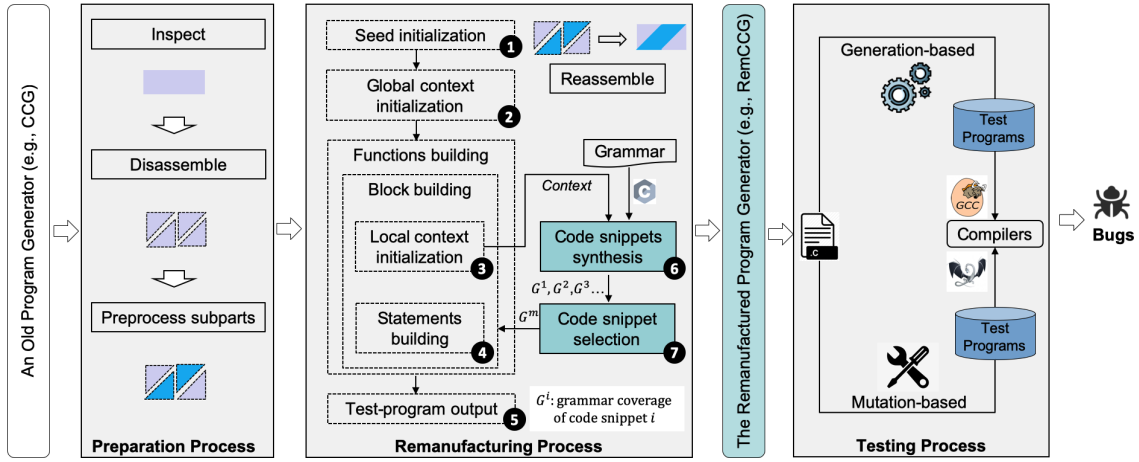 An Old Program Generator (e.g., CCG)
Inspect
Disassemble
Preprocess subparts
Preparation Process
Seed initialization
1
Global context
initialization
2
Functions building
Block building
Local context
initialization
3
Statements
building
4
Test-program output
5
Reassemble
Grammar
C
Context
Code snippets
synthesis
6
G¹, G², G³...
Gᵐ
Code snippet
selection
7
Gⁱ: grammar coverage
of code snippet i
Remanufacturing Process
The Remanufactured Program Generator (e.g., RemCCG)
Generation-based
Test
Programs
GCC
.C
Compilers
Test
Programs
Mutation-based
Testing Process
Bugs